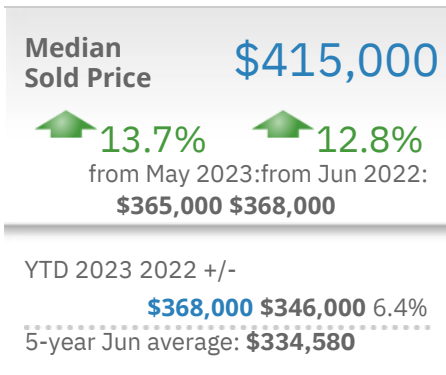 Median
Sold Price
$415,000
13.7%
12.8%
from May 2023:from Jun 2022:
$365,000 $368,000
YTD 2023 2022 +/-
$368,000 $346,000 6.4%
5-year Jun average: $334,580